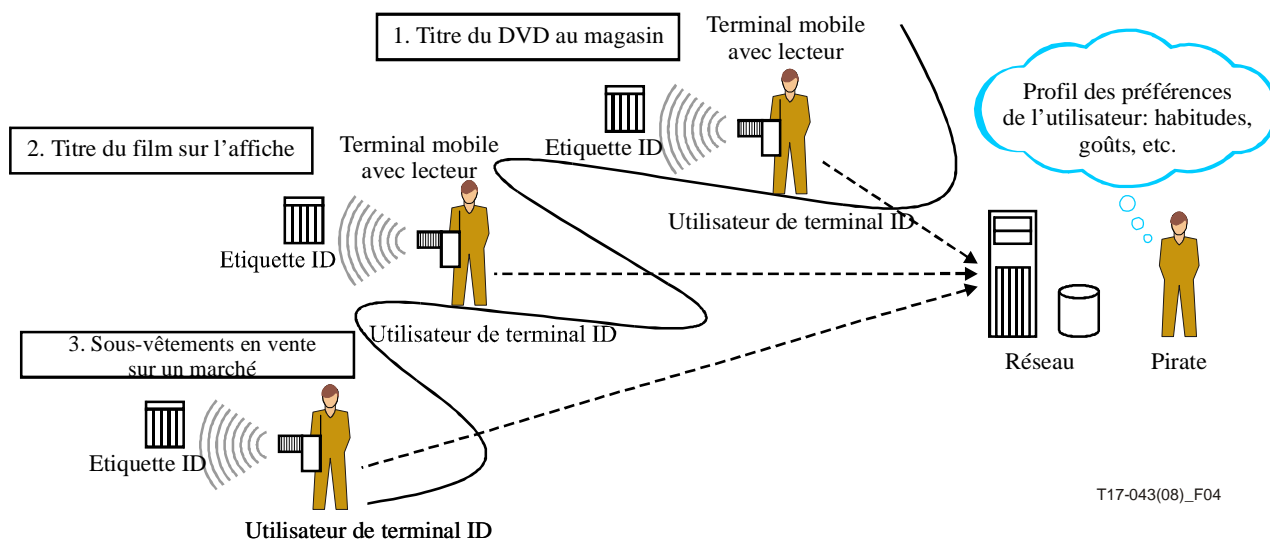 1. Titre du DVD au magasin
Terminal mobile
avec lecteur
Etiquette ID
Utilisateur de terminal ID
2. Titre du film sur l’affiche
Terminal mobile
avec lecteur
Etiquette ID
Utilisateur de terminal ID
3. Sous-vêtements en vente
sur un marché
Etiquette ID
Utilisateur de terminal ID
Profil des préférences
de l’utilisateur: habitudes,
goûts, etc.
Réseau
Pirate
T17-043(08)_F04